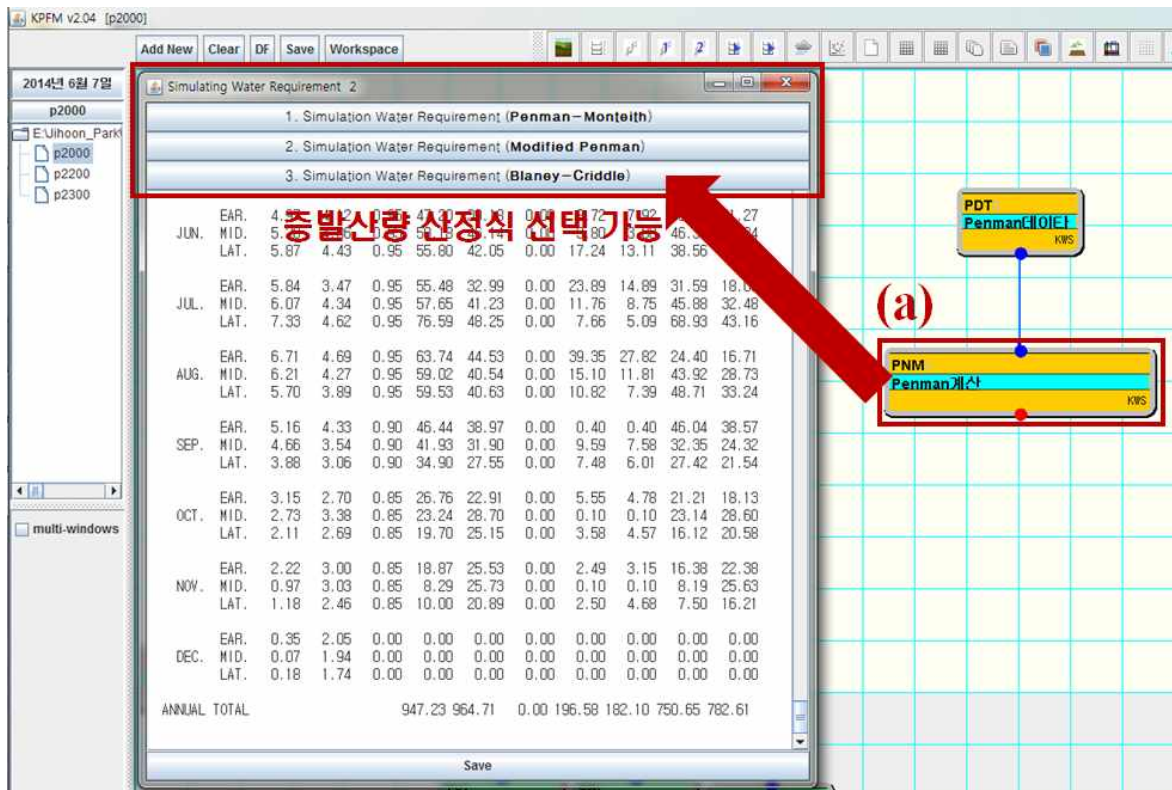 KPFM v2.04 [p2000]
Add New Clear DF Save Workspace
2014년 6월 7일
p2000
E:\Jihoon_Park\
p2000
p2200
p2300
multi-windows
Simulating Water Requirement 2
1. Simulation Water Requirement (Penman-Monteith)
2. Simulation Water Requirement (Modified Penman)
3. Simulation Water Requirement (Blaney-Criddle)
증발산량 산정식 선택 가능
EAR.
JUN. MID.
LAT. 5.87 4.43 0.95 55.80 42.05 0.00 17.24 13.11 38.56
EAR. 5.84 3.47 0.95 55.48 32.99 0.00 23.89 14.89 31.59
JUL. MID. 6.07 4.34 0.95 57.65 41.23 0.00 11.76 8.75 45.88 32.48
LAT. 7.33 4.62 0.95 76.59 48.25 0.00 7.66 5.09 68.93 43.16
EAR. 6.71 4.69 0.95 63.74 44.53 0.00 39.35 27.82 24.40 16.71
AUG. MID. 6.21 4.27 0.95 59.02 40.54 0.00 15.10 11.81 43.92 28.73
LAT. 5.70 3.89 0.95 59.53 40.63 0.00 10.82 7.39 48.71 33.24
EAR. 5.16 4.33 0.90 46.44 38.97 0.00 0.40 0.40 46.04 38.57
SEP. MID. 4.66 3.54 0.90 41.93 31.90 0.00 9.59 7.58 32.35 24.32
LAT. 3.88 3.06 0.90 34.90 27.55 0.00 7.48 6.01 27.42 21.54
EAR. 3.15 2.70 0.85 26.76 22.91 0.00 5.55 4.78 21.21 18.13
OCT. MID. 2.73 3.38 0.85 23.24 28.70 0.00 0.10 0.10 23.14 28.60
LAT. 2.11 2.69 0.85 19.70 25.15 0.00 3.58 4.57 16.12 20.58
EAR. 2.22 3.00 0.85 18.87 25.53 0.00 2.49 3.15 16.38 22.38
NOV. MID. 0.97 3.03 0.85 8.29 25.73 0.00 0.10 0.10 8.19 25.63
LAT. 1.18 2.46 0.85 10.00 20.89 0.00 2.50 4.68 7.50 16.21
EAR. 0.35 2.05 0.00 0.00 0.00 0.00 0.00 0.00 0.00 0.00
DEC. MID. 0.07 1.94 0.00 0.00 0.00 0.00 0.00 0.00 0.00 0.00
LAT. 0.18 1.74 0.00 0.00 0.00 0.00 0.00 0.00 0.00 0.00
ANNUAL TOTAL 947.23 964.71 0.00 196.58 182.10 750.65 782.61
Save
PDT
Penman데이타
KWS
(a)
PNM
Penman계산
KWS